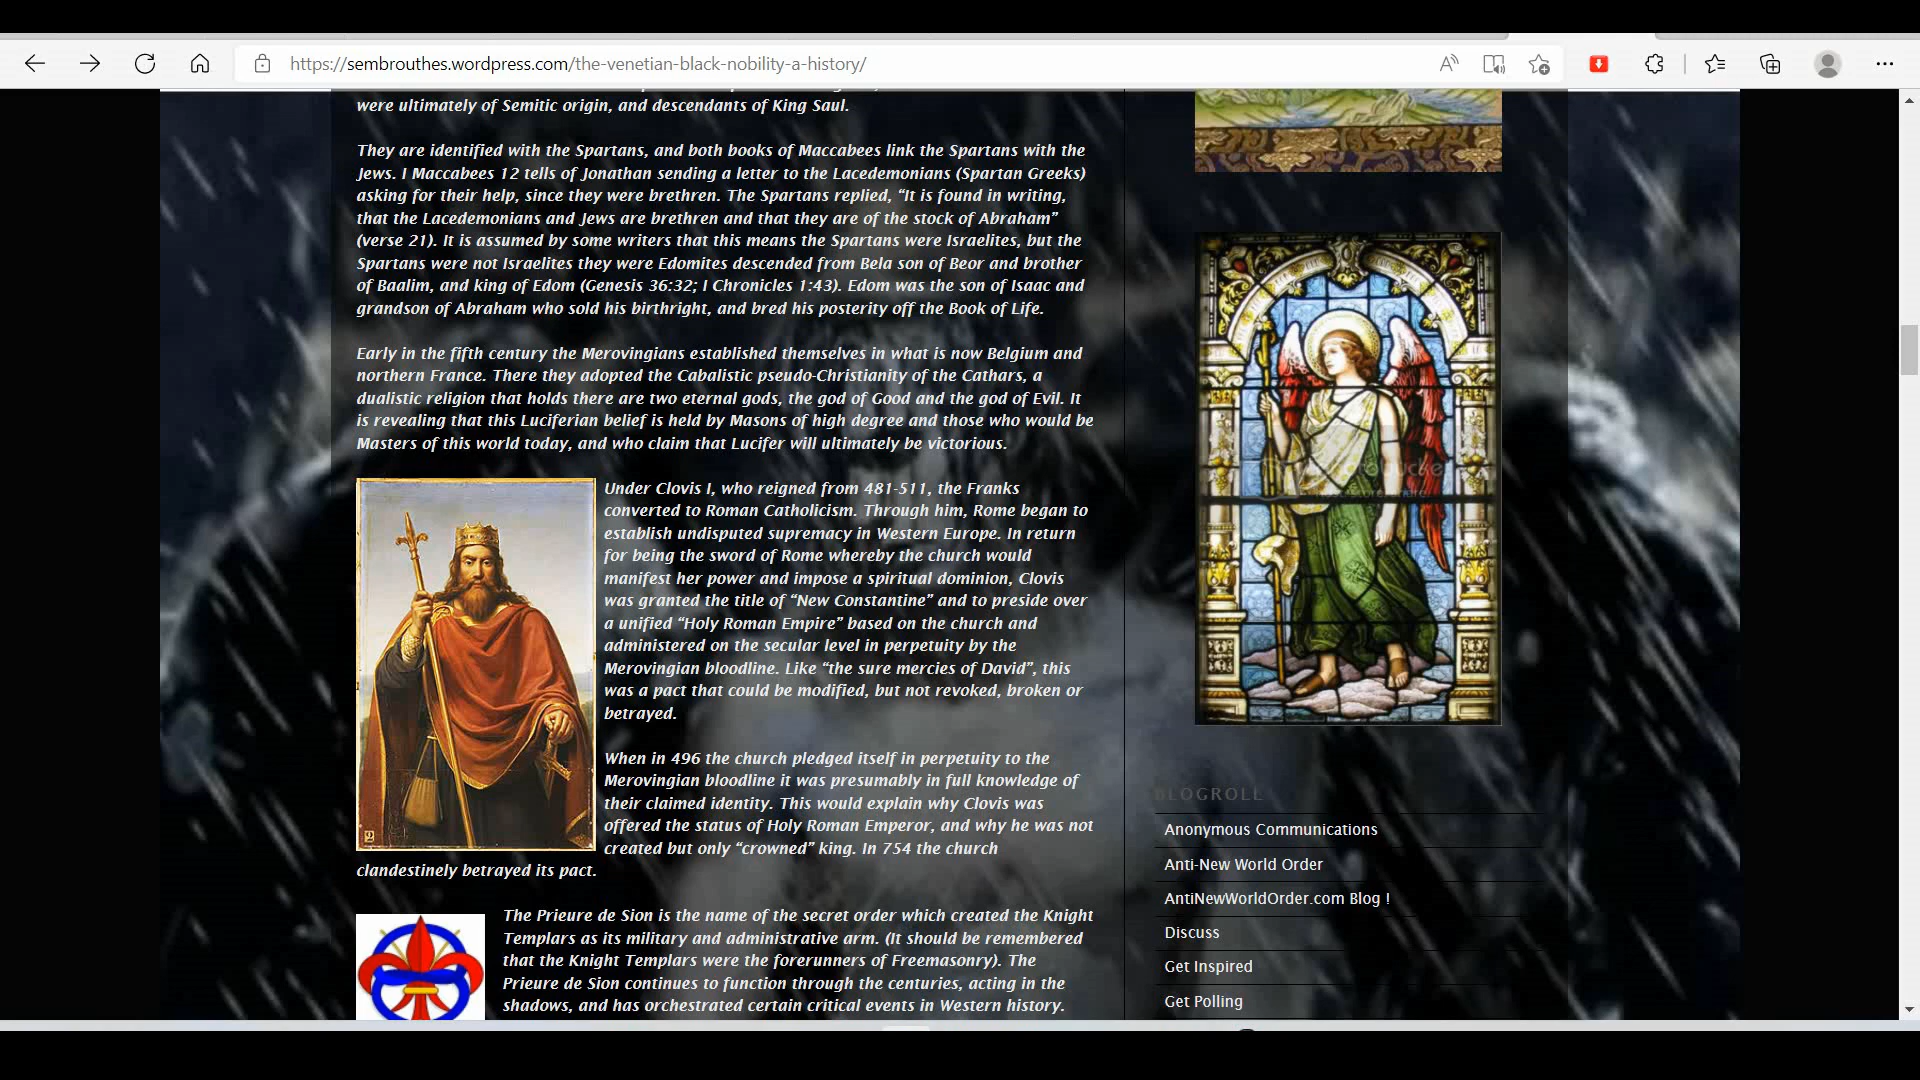 https://sembrouthes.wordpress.com/the-venetian-black-nobility-a-history/
were ultimately of Semitic origin, and descendants of King Saul.
They are identified with the Spartans, and both books of Maccabees link the Spartans with the
Jews. I Maccabees 12 tells of Jonathan sending a letter to the Lacedemonians (Spartan Greeks)
asking for their help, since they were brethren. The Spartans replied, “It is found in writing,
that the Lacedemonians and Jews are brethren and that they are of the stock of Abraham”
(verse 21). It is assumed by some writers that this means the Spartans were Israelites, but the
Spartans were not Israelites they were Edomites descended from Bela son of Beor and brother
of Baalim, and king of Edom (Genesis 36:32; I Chronicles 1:43). Edom was the son of Isaac and
grandson of Abraham who sold his birthright, and bred his posterity off the Book of Life.
Early in the fifth century the Merovingians established themselves in what is now Belgium and
northern France. There they adopted the Cabalistic pseudo-Christianity of the Cathars, a
dualistic religion that holds there are two eternal gods, the god of Good and the god of Evil. It
is revealing that this Luciferian belief is held by Masons of high degree and those who would be
Masters of this world today, and who claim that Lucifer will ultimately be victorious.
Under Clovis I, who reigned from 481-511, the Franks
converted to Roman Catholicism. Through him, Rome began to
establish undisputed supremacy in Western Europe. In return
for being the sword of Rome whereby the church would
manifest her power and impose a spiritual dominion, Clovis
was granted the title of “New Constantine” and to preside over
a unified “Holy Roman Empire” based on the church and
administered on the secular level in perpetuity by the
Merovingian bloodline. Like “the sure mercies of David”, this
was a pact that could be modified, but not revoked, broken or
betrayed.
When in 496 the church pledged itself in perpetuity to the
Merovingian bloodline it was presumably in full knowledge of
their claimed identity. This would explain why Clovis was
offered the status of Holy Roman Emperor, and why he was not
created but only “crowned” king. In 754 the church
clandestinely betrayed its pact.
The Prieure de Sion is the name of the secret order which created the Knight
Templars as its military and administrative arm. (It should be remembered
that the Knight Templars were the forerunners of Freemasonry). The
Prieure de Sion continues to function through the centuries, acting in the
shadows, and has orchestrated certain critical events in Western history.
BLOGROLL
Anonymous Communications
Anti-New World Order
AntiNewWorldOrder.com Blog !
Discuss
Get Inspired
Get Polling